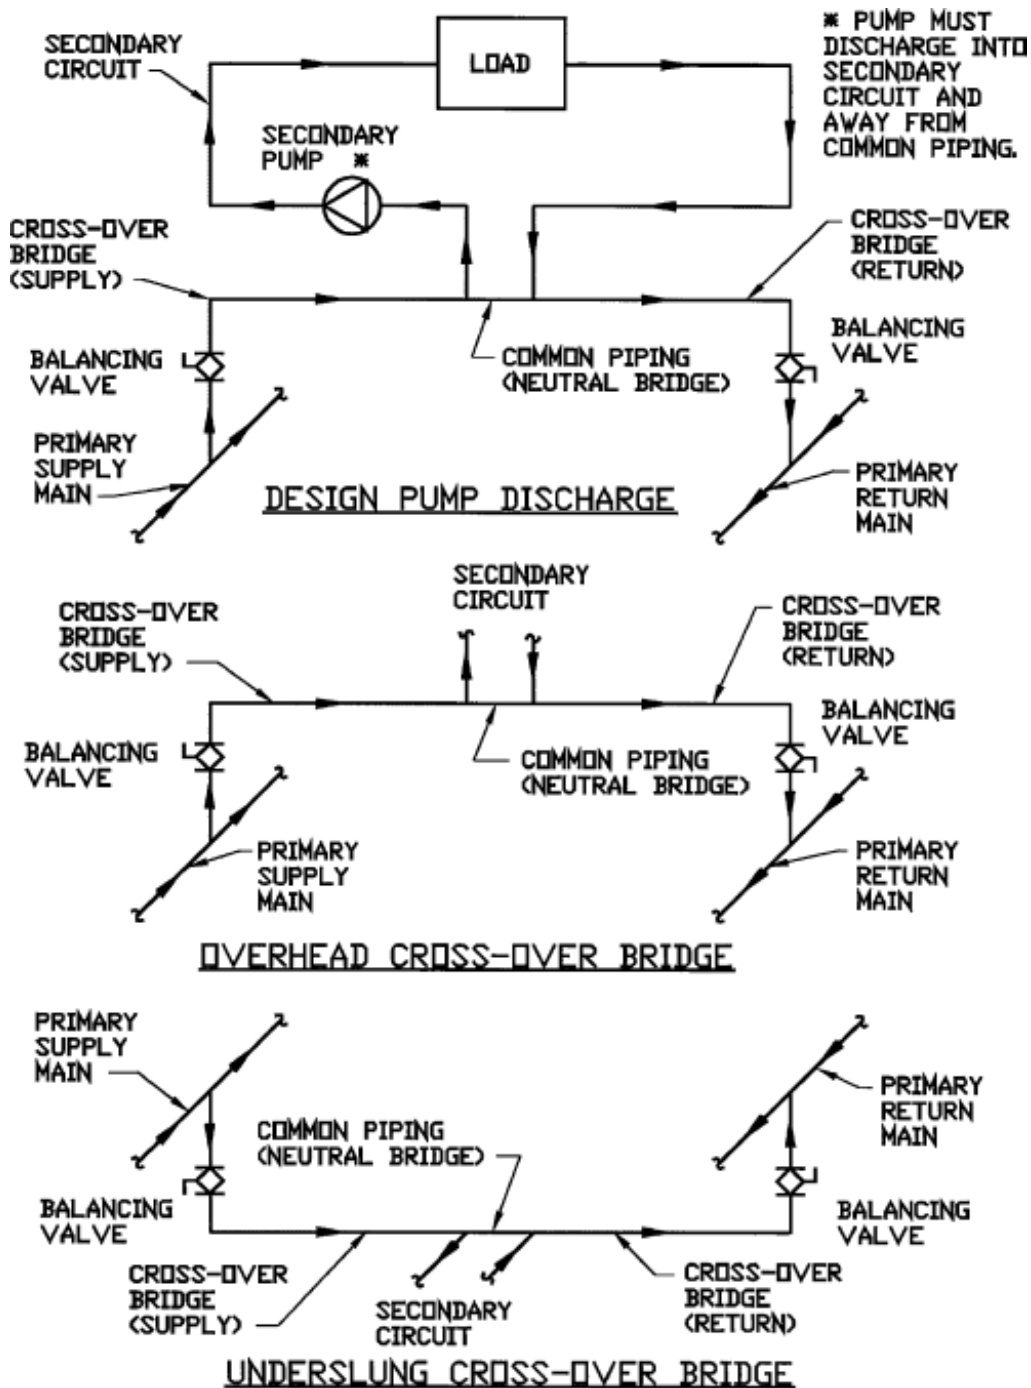 SECONDARY
CIRCUIT
LOAD
* PUMP MUST
DISCHARGE INTO
SECONDARY
CIRCUIT AND
AWAY FROM
COMMON PIPING.
SECONDARY
PUMP *
CROSS-OVER
BRIDGE
(SUPPLY)
CROSS-OVER
BRIDGE
(RETURN)
BALANCING
VALVE
COMMON PIPING
(NEUTRAL BRIDGE)
BALANCING
VALVE
PRIMARY
SUPPLY
MAIN
PRIMARY
RETURN
MAIN
DESIGN PUMP DISCHARGE
SECONDARY
CIRCUIT
CROSS-OVER
BRIDGE
(SUPPLY)
CROSS-OVER
BRIDGE
(RETURN)
BALANCING
VALVE
COMMON PIPING
(NEUTRAL BRIDGE)
BALANCING
VALVE
PRIMARY
SUPPLY
MAIN
PRIMARY
RETURN
MAIN
OVERHEAD CROSS-OVER BRIDGE
PRIMARY
SUPPLY
MAIN
PRIMARY
RETURN
MAIN
COMMON PIPING
(NEUTRAL BRIDGE)
BALANCING
VALVE
BALANCING
VALVE
CROSS-OVER
BRIDGE
(SUPPLY)
SECONDARY
CIRCUIT
CROSS-OVER
BRIDGE
(RETURN)
UNDERSLUNG CROSS-OVER BRIDGE